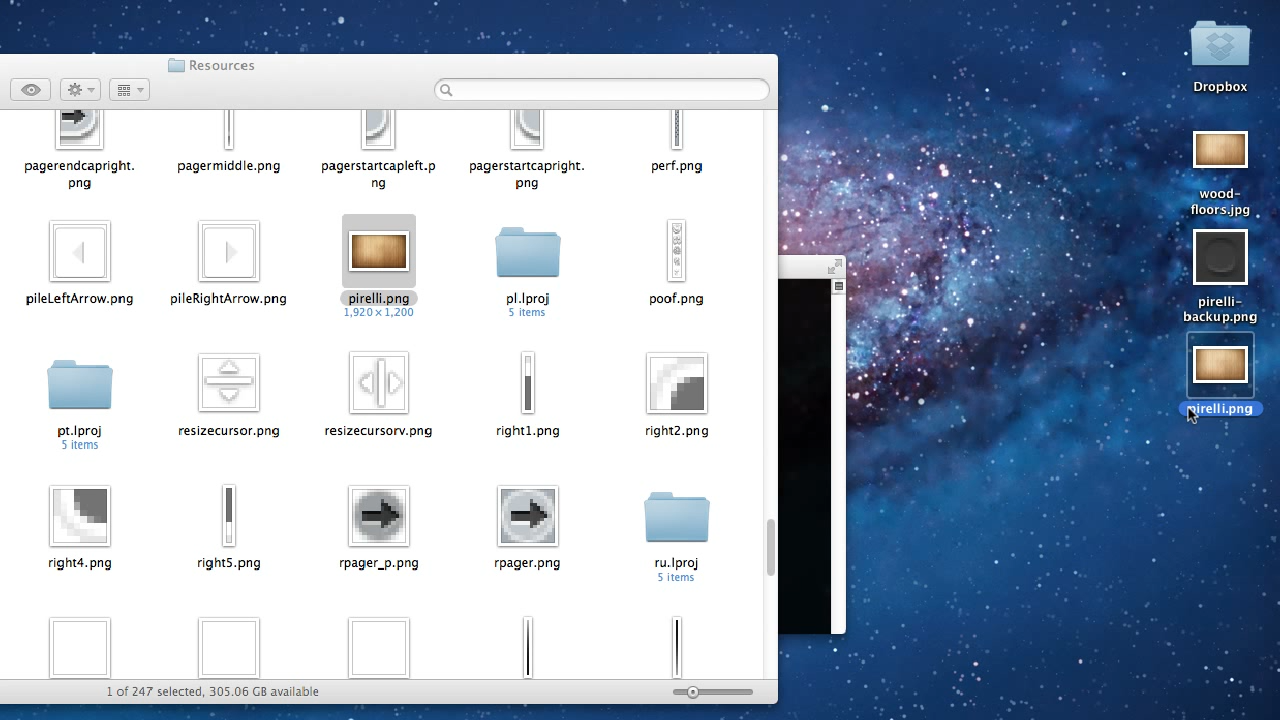 Resources
Dropbox
pagerendcapright.
png
pagermiddle.png
pagerstartcapleft.p
ng
pagerstartcapright.
png
perf.png
wood-
floors.jpg
pileLeftArrow.png
pileRightArrow.png
pirelli.png
1,920 × 1,200
pl.lproj
5 items
poof.png
pirelli-
backup.png
pirelli.png
pt.lproj
5 items
resizecursor.png
resizecursorv.png
right1.png
right2.png
right4.png
right5.png
rpager_p.png
rpager.png
ru.lproj
5 items
1 of 247 selected, 305.06 GB available